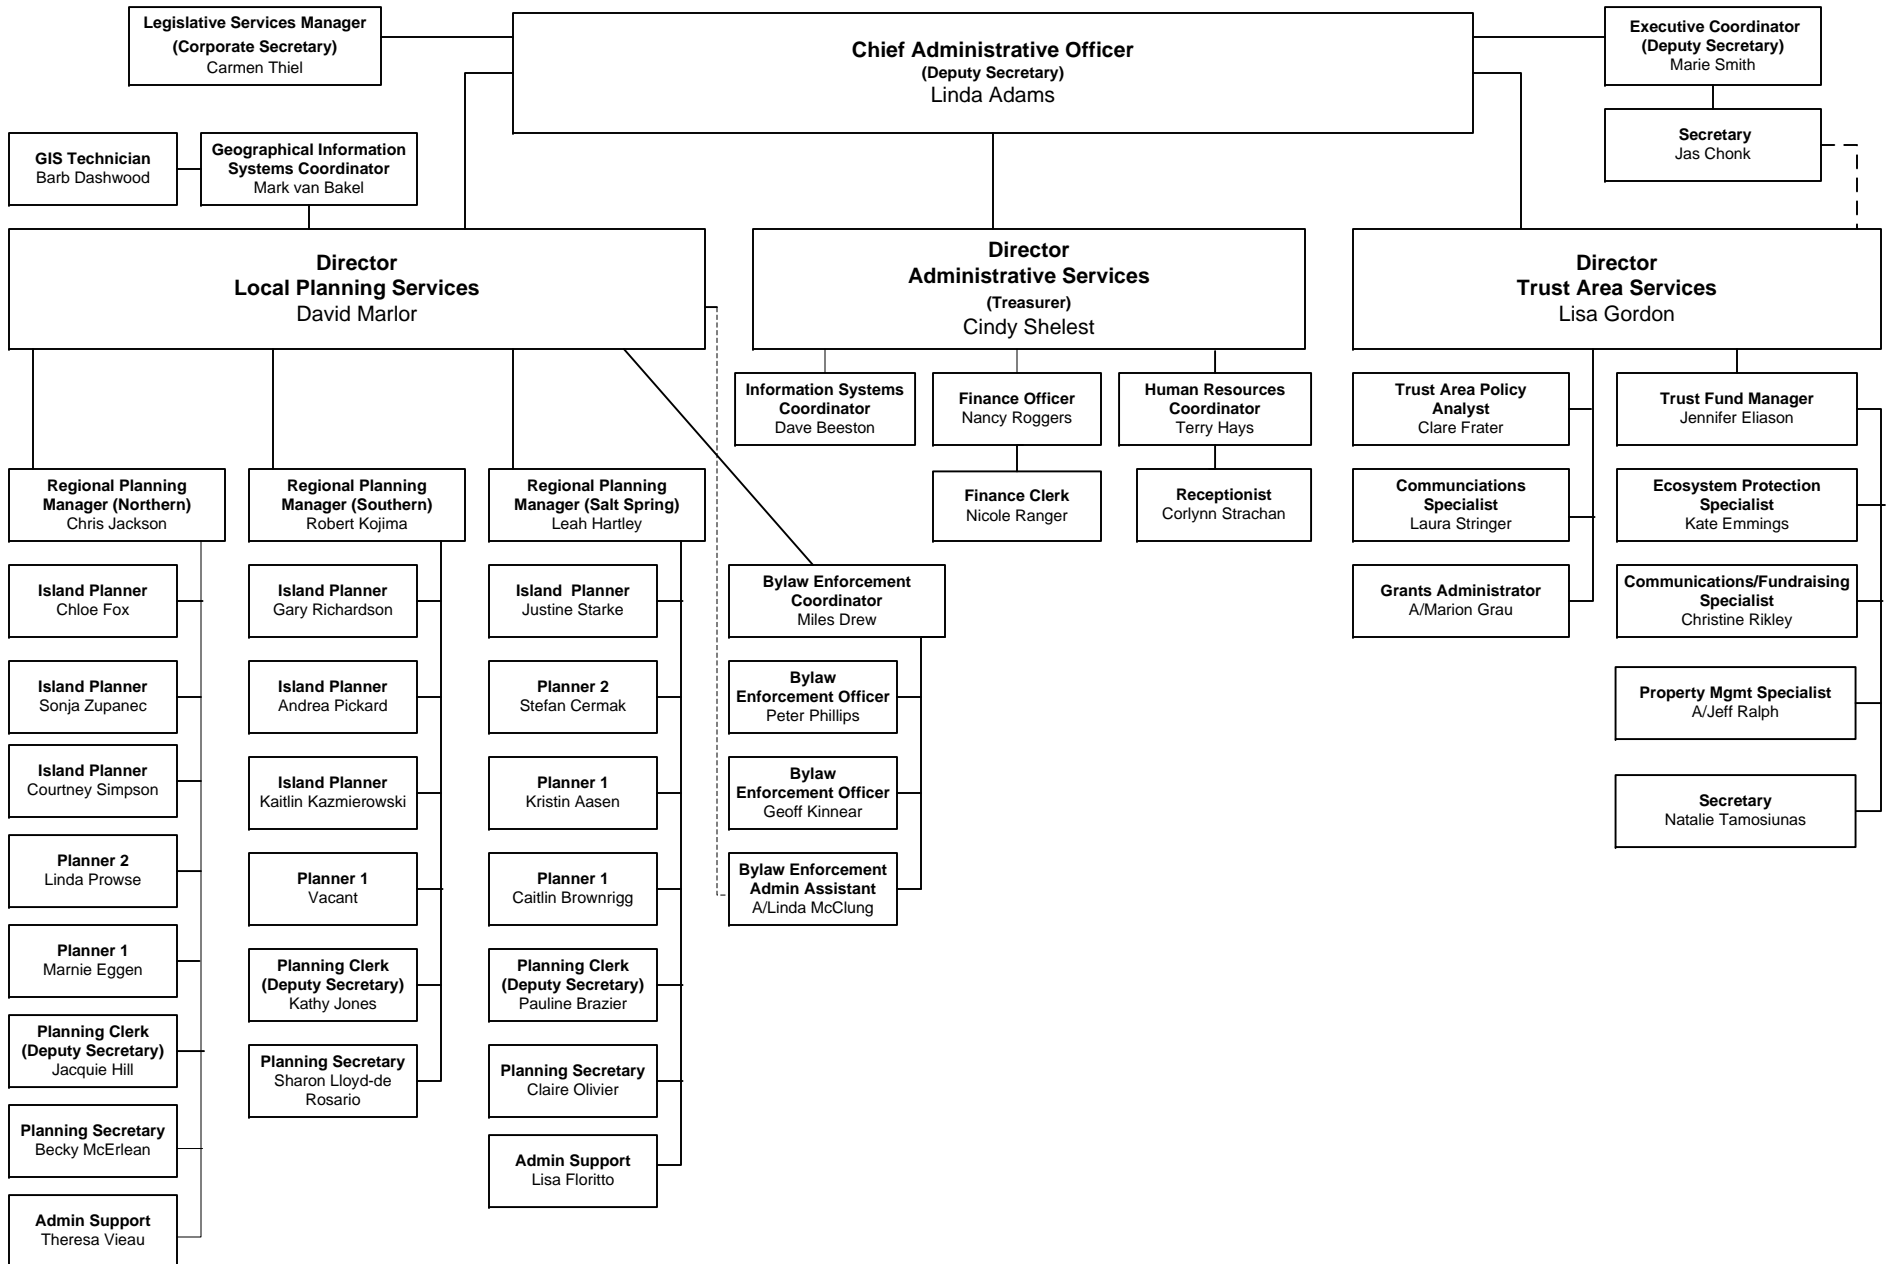 Legislative Services Manager
(Corporate Secretary)
Carmen Thiel
Chief Administrative Officer
(Deputy Secretary)
Linda Adams
Executive Coordinator
(Deputy Secretary)
Marie Smith
Secretary
Jas Chonk
GIS Technician
Barb Dashwood
Geographical Information
Systems Coordinator
Mark van Bakel
Director
Local Planning Services
David Marlor
Director
Administrative Services
(Treasurer)
Cindy Shelest
Director
Trust Area Services
Lisa Gordon
Information Systems
Coordinator
Dave Beeston
Finance Officer
Nancy Roggers
Human Resources
Coordinator
Terry Hays
Trust Area Policy
Analyst
Clare Frater
Trust Fund Manager
Jennifer Eliason
Regional Planning
Manager (Northern)
Chris Jackson
Regional Planning
Manager (Southern)
Robert Kojima
Regional Planning
Manager (Salt Spring)
Leah Hartley
Finance Clerk
Nicole Ranger
Receptionist
Corlynn Strachan
Communciations
Specialist
Laura Stringer
Ecosystem Protection
Specialist
Kate Emmings
Island Planner
Chloe Fox
Island Planner
Gary Richardson
Island Planner
Justine Starke
Bylaw Enforcement
Coordinator
Miles Drew
Grants Administrator
A/Marion Grau
Communications/Fundraising
Specialist
Christine Rikley
Island Planner
Sonja Zupanec
Island Planner
Andrea Pickard
Planner 2
Stefan Cermak
Bylaw
Enforcement Officer
Peter Phillips
Property Mgmt Specialist
A/Jeff Ralph
Island Planner
Courtney Simpson
Island Planner
Kaitlin Kazmierowski
Planner 1
Kristin Aasen
Bylaw
Enforcement Officer
Geoff Kinnear
Secretary
Natalie Tamosiunas
Planner 2
Linda Prowse
Planner 1
Vacant
Planner 1
Caitlin Brownrigg
Bylaw Enforcement
Admin Assistant
A/Linda McClung
Planner 1
Marnie Eggen
Planning Clerk
(Deputy Secretary)
Kathy Jones
Planning Clerk
(Deputy Secretary)
Pauline Brazier
Planning Clerk
(Deputy Secretary)
Jacquie Hill
Planning Secretary
Sharon Lloyd-de
Rosario
Planning Secretary
Claire Olivier
Planning Secretary
Becky McErlean
Admin Support
Lisa Floritto
Admin Support
Theresa Vieau